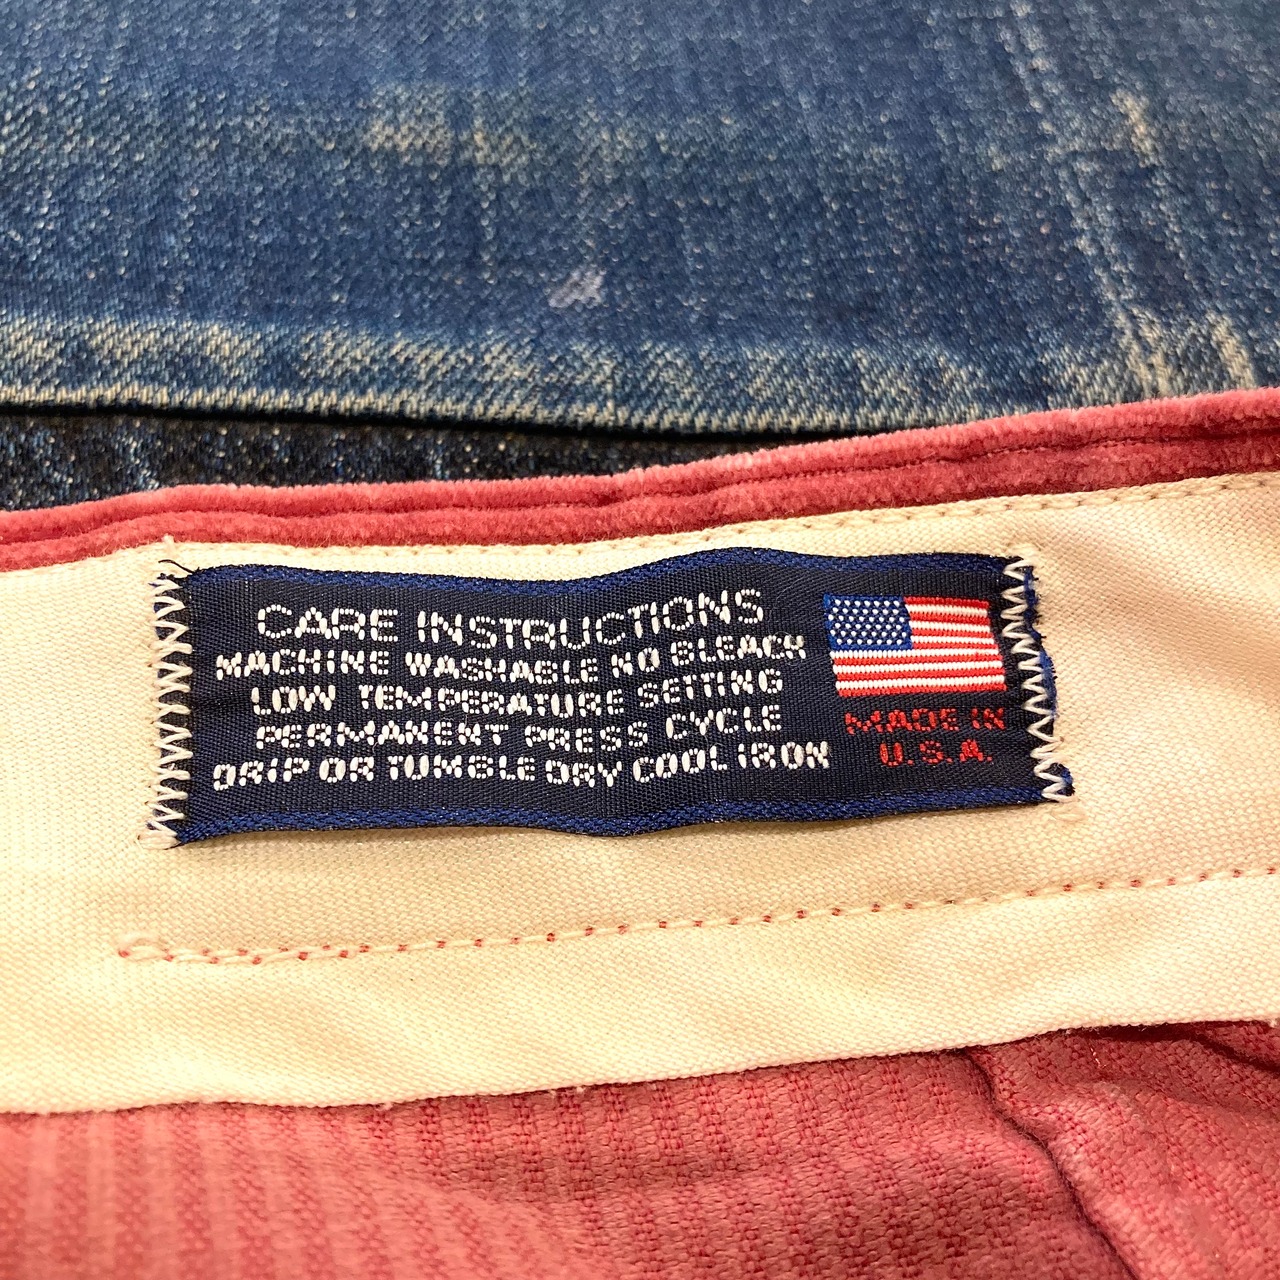 CARE INSTRUCTIONS
MACHINE WASHABLE NO BLEACH
LOW TEMPERATURE SETTING
PERMANENT PRESS CYCLE
DRIP OR TUMBLE DRY COOL IRON
MADE IN
U.S.A.